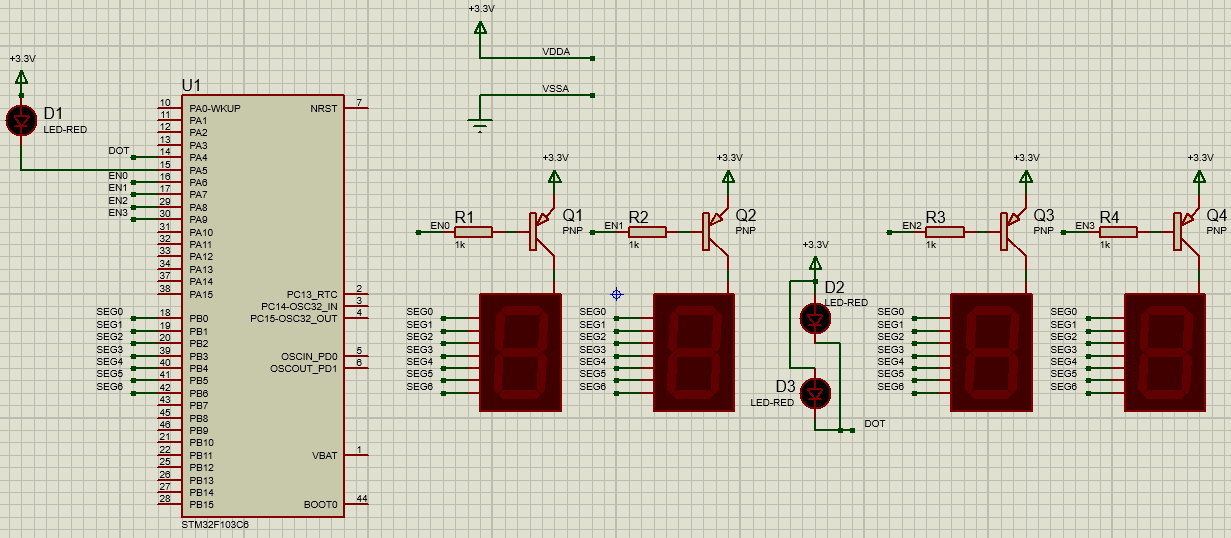 +3.3V
D1
LED-RED
U1
10 PA0-WKUP
11 PA1
12 PA2
13 PA3
DOT 14 PA4
15 PA5
EN0 16 PA6
EN1 17 PA7
EN2 29 PA8
EN3 30 PA9
31 PA10
32 PA11
33 PA12
34 PA13
37 PA14
38 PA15
SEG0 18 PB0
SEG1 19 PB1
SEG2 20 PB2
SEG3 39 PB3
SEG4 40 PB4
SEG5 41 PB5
SEG6 42 PB6
43 PB7
45 PB8
46 PB9
21 PB10
22 PB11
25 PB12
26 PB13
27 PB14
28 PB15
NRST 7
PC13_RTC 2
PC14-OSC32_IN 3
PC15-OSC32_OUT 4
OSCIN_PD0 5
OSCOUT_PD1 6
VBAT 1
BOOT0 44
STM32F103C6
+3.3V
VDDA
VSSA
+3.3V
EN0 R1
1k
Q1
PNP
SEG0
SEG1
SEG2
SEG3
SEG4
SEG5
SEG6
+3.3V
EN1 R2
1k
Q2
PNP
SEG0
SEG1
SEG2
SEG3
SEG4
SEG5
SEG6
+3.3V
D2
LED-RED
D3
LED-RED
DOT
+3.3V
EN2 R3
1k
Q3
PNP
SEG0
SEG1
SEG2
SEG3
SEG4
SEG5
SEG6
+3.3V
EN3 R4
1k
Q4
PNP
SEG0
SEG1
SEG2
SEG3
SEG4
SEG5
SEG6